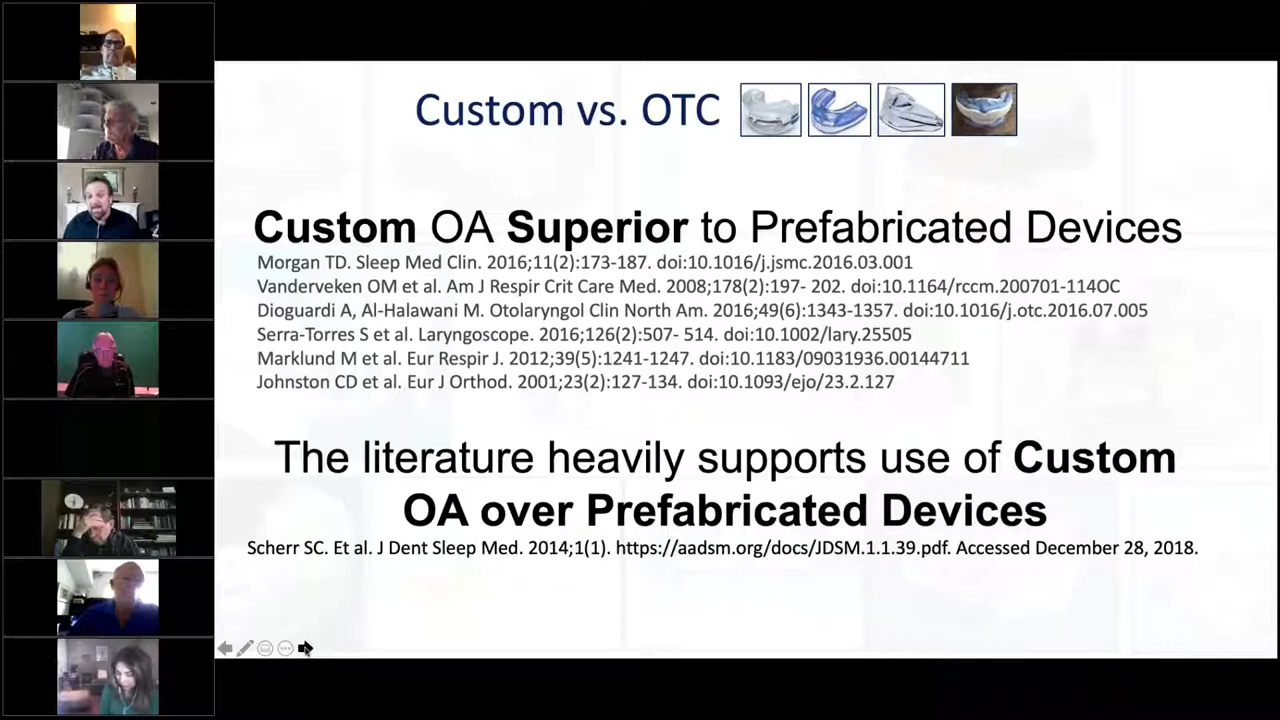 Custom vs. OTC
Custom OA Superior to Prefabricated Devices
Morgan TD. Sleep Med Clin. 2016;11(2):173-187. doi:10.1016/j.jsmc.2016.03.001
Vanderveken OM et al. Am J Respir Crit Care Med. 2008;178(2):197- 202. doi:10.1164/rccm.200701-114OC
Dioguardi A, Al-Halawani M. Otolaryngol Clin North Am. 2016;49(6):1343-1357. doi:10.1016/j.otc.2016.07.005
Serra-Torres S et al. Laryngoscope. 2016;126(2):507- 514. doi:10.1002/lary.25505
Marklund M et al. Eur Respir J. 2012;39(5):1241-1247. doi:10.1183/09031936.00144711
Johnston CD et al. Eur J Orthod. 2001;23(2):127-134. doi:10.1093/ejo/23.2.127
The literature heavily supports use of Custom
OA over Prefabricated Devices
Scherr SC. Et al. J Dent Sleep Med. 2014;1(1). https://aadsm.org/docs/JDSM.1.1.39.pdf. Accessed December 28, 2018.